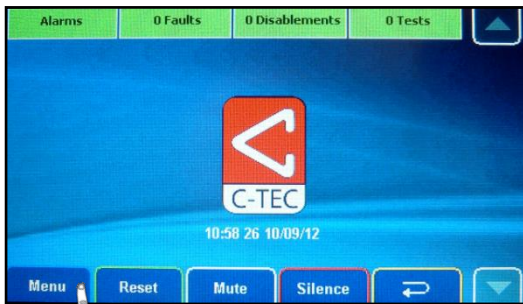 Alarms 0 Faults 0 Disablements 0 Tests
C-TEC
10:58 26 10/09/12
Menu Reset Mute Silence